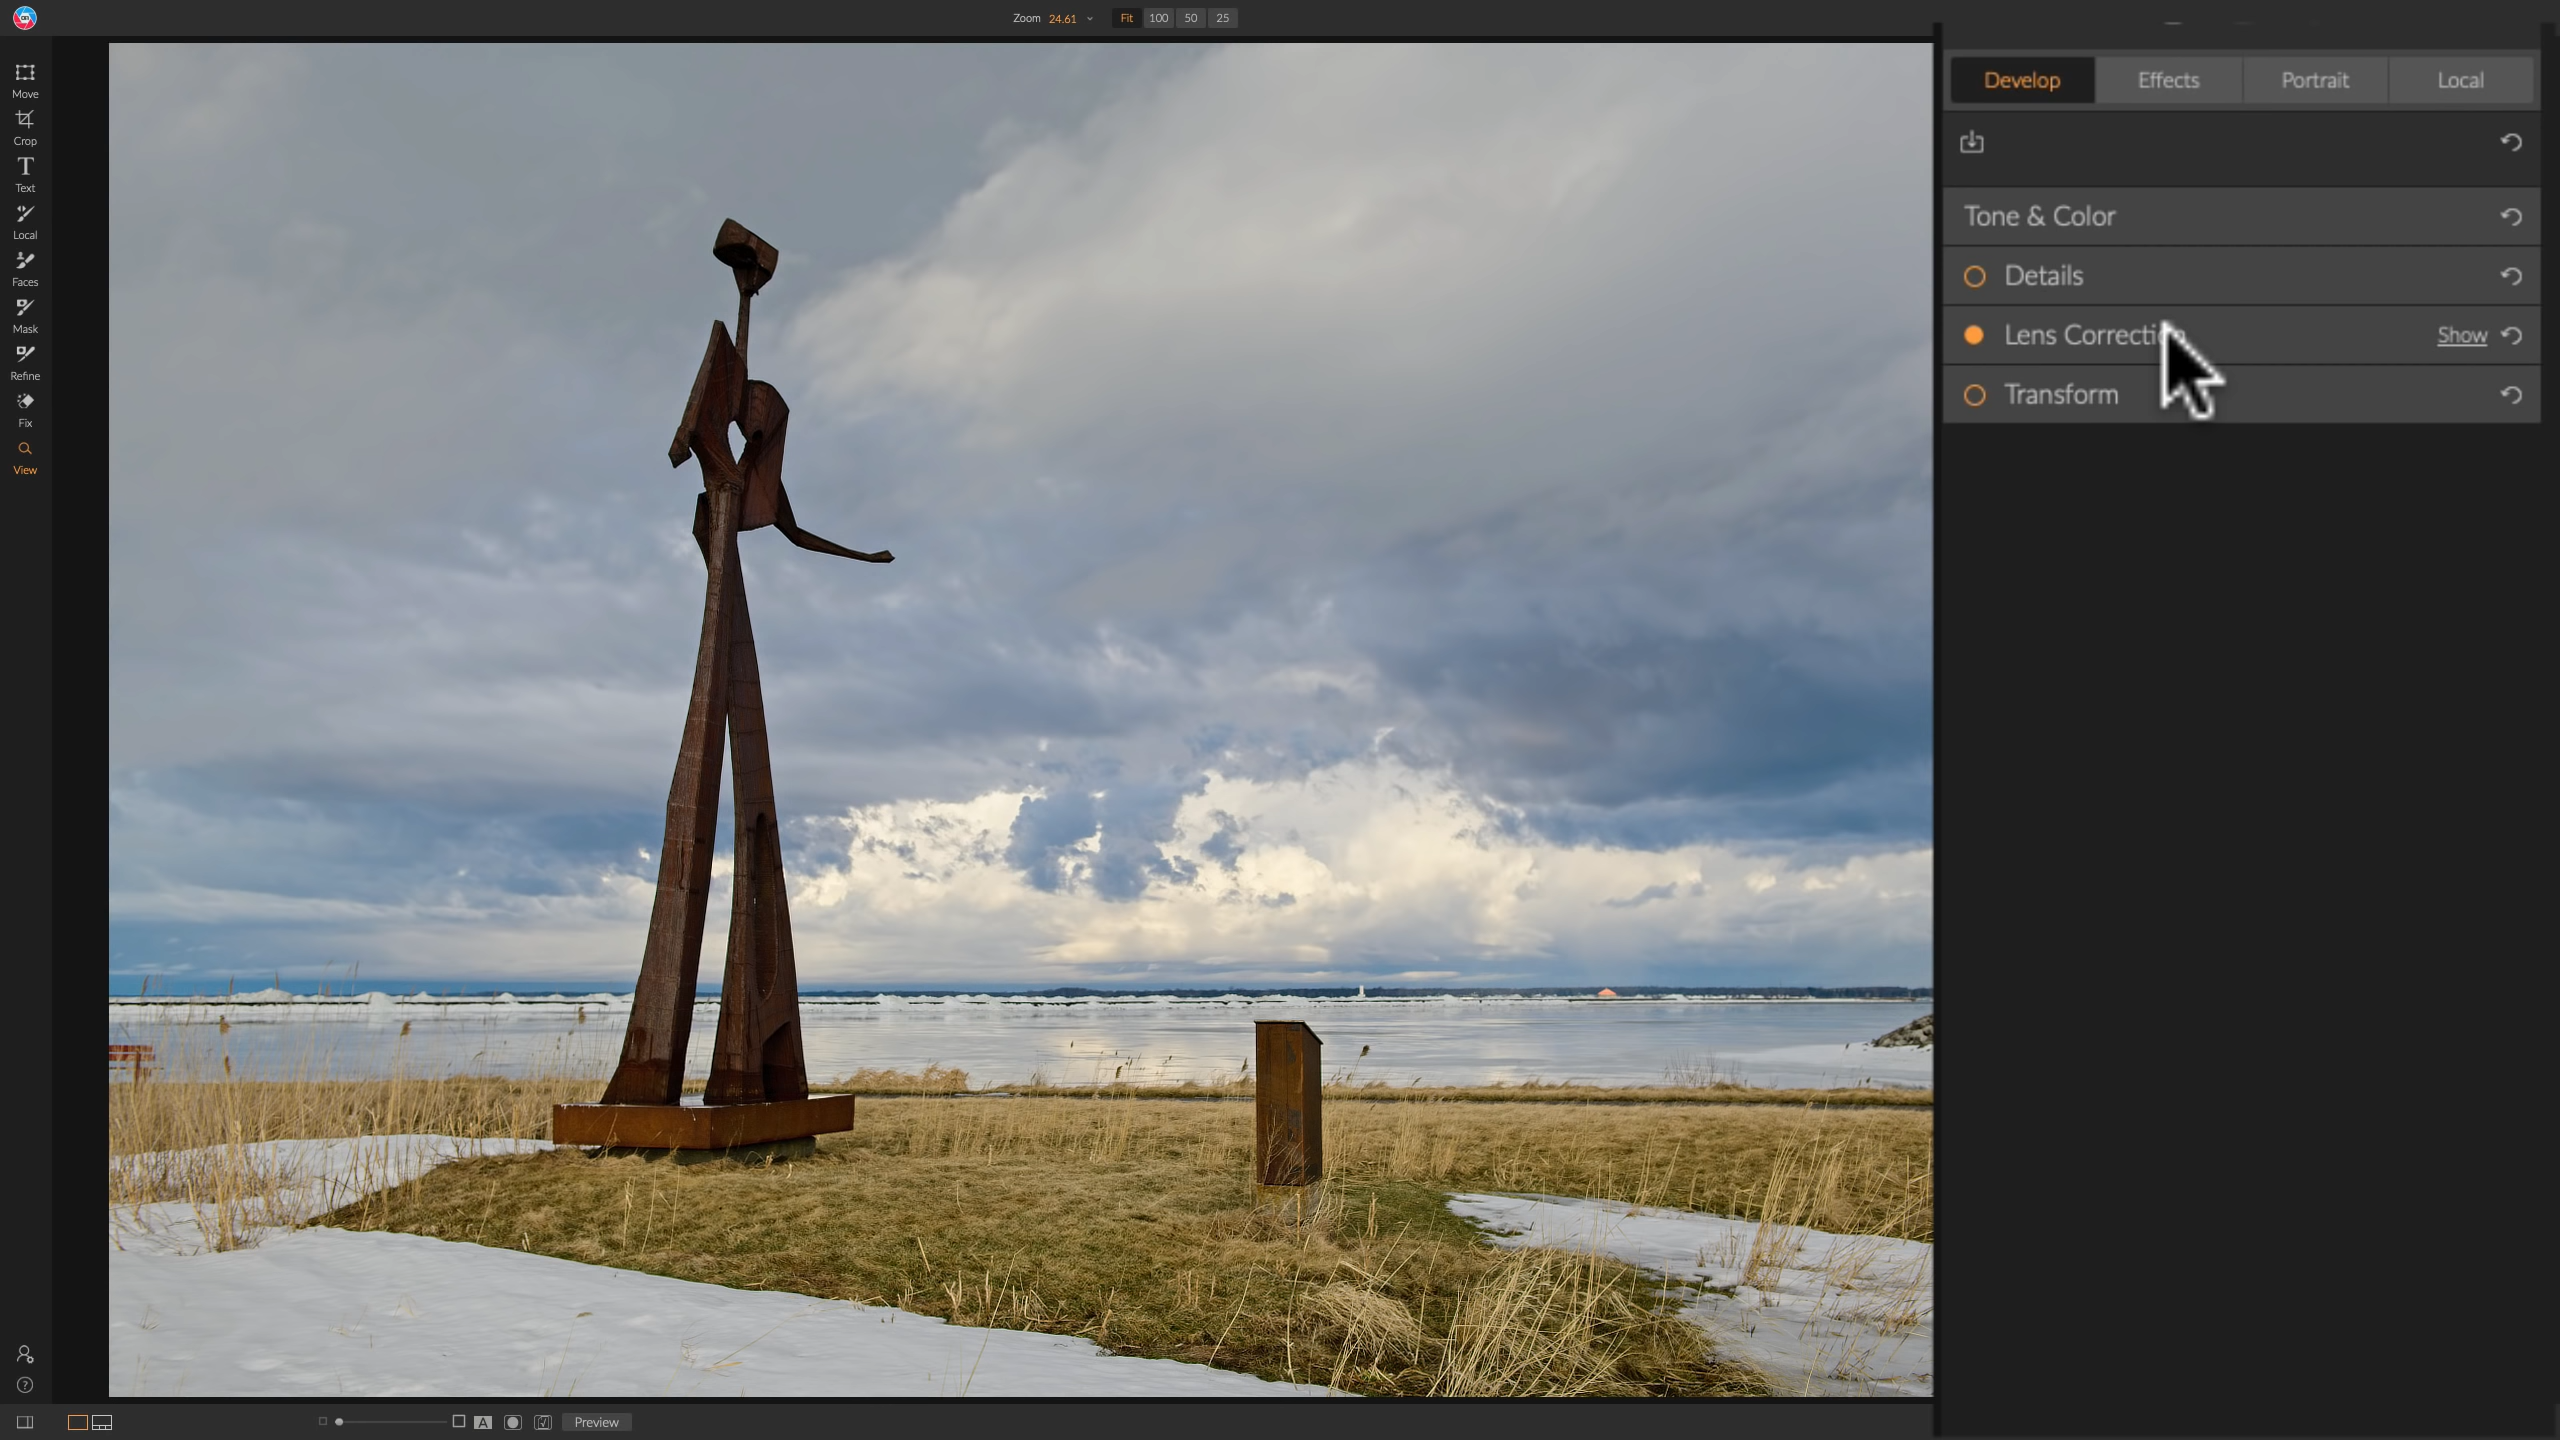 Zoom 24.61 Fit 100 50 25
Move
Crop
Text
Local
Faces
Mask
Refine
Fix
View
Develop Effects Portrait Local
Tone & Color
Details
Lens Correction Show
Transform
A Preview